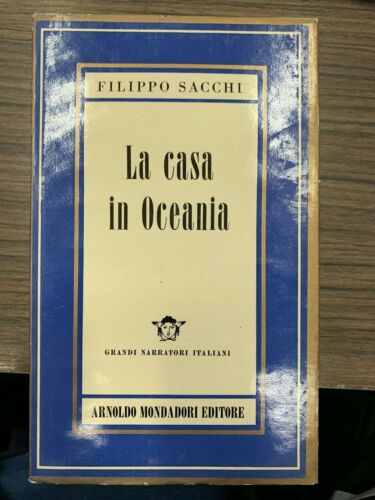 FILIPPO SACCHI
La casa
in Oceania
GRANDI NARRATORI ITALIANI
ARNOLDO MONDADORI EDITORE